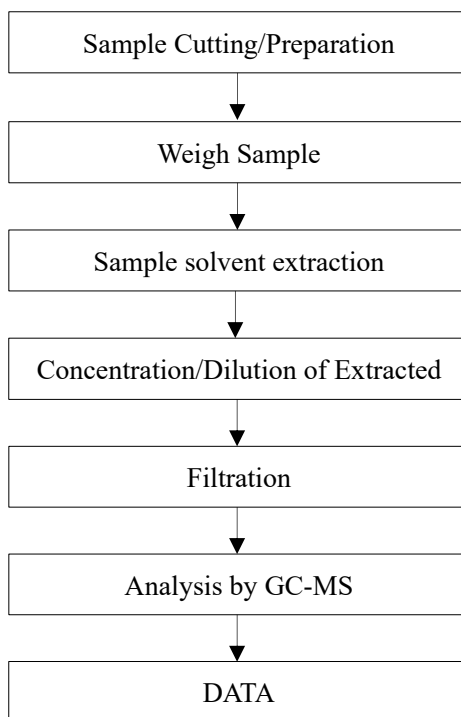 Sample Cutting/Preparation
Weigh Sample
Sample solvent extraction
Concentration/Dilution of Extracted
Filtration
Analysis by GC-MS
DATA